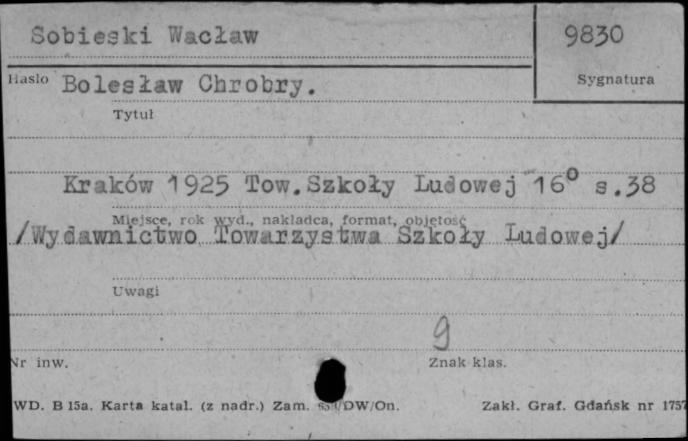 Sobieski Wacław 9830
Hasło Bolesław Chrobry. Sygnatura
Tytuł
Kraków 1925 Tow.Szkoły Ludowej 16° s.38
Miejsce, rok wyd., nakładca, format, objętość
/Wydawnictwo Towarzystwa Szkoły Ludowej/
Uwagi
9
Nr inw. Znak klas.
WD. B 15a. Karta katal. (z nadr.) Zam. /DW/On. Zakł. Graf. Gdańsk nr 1757